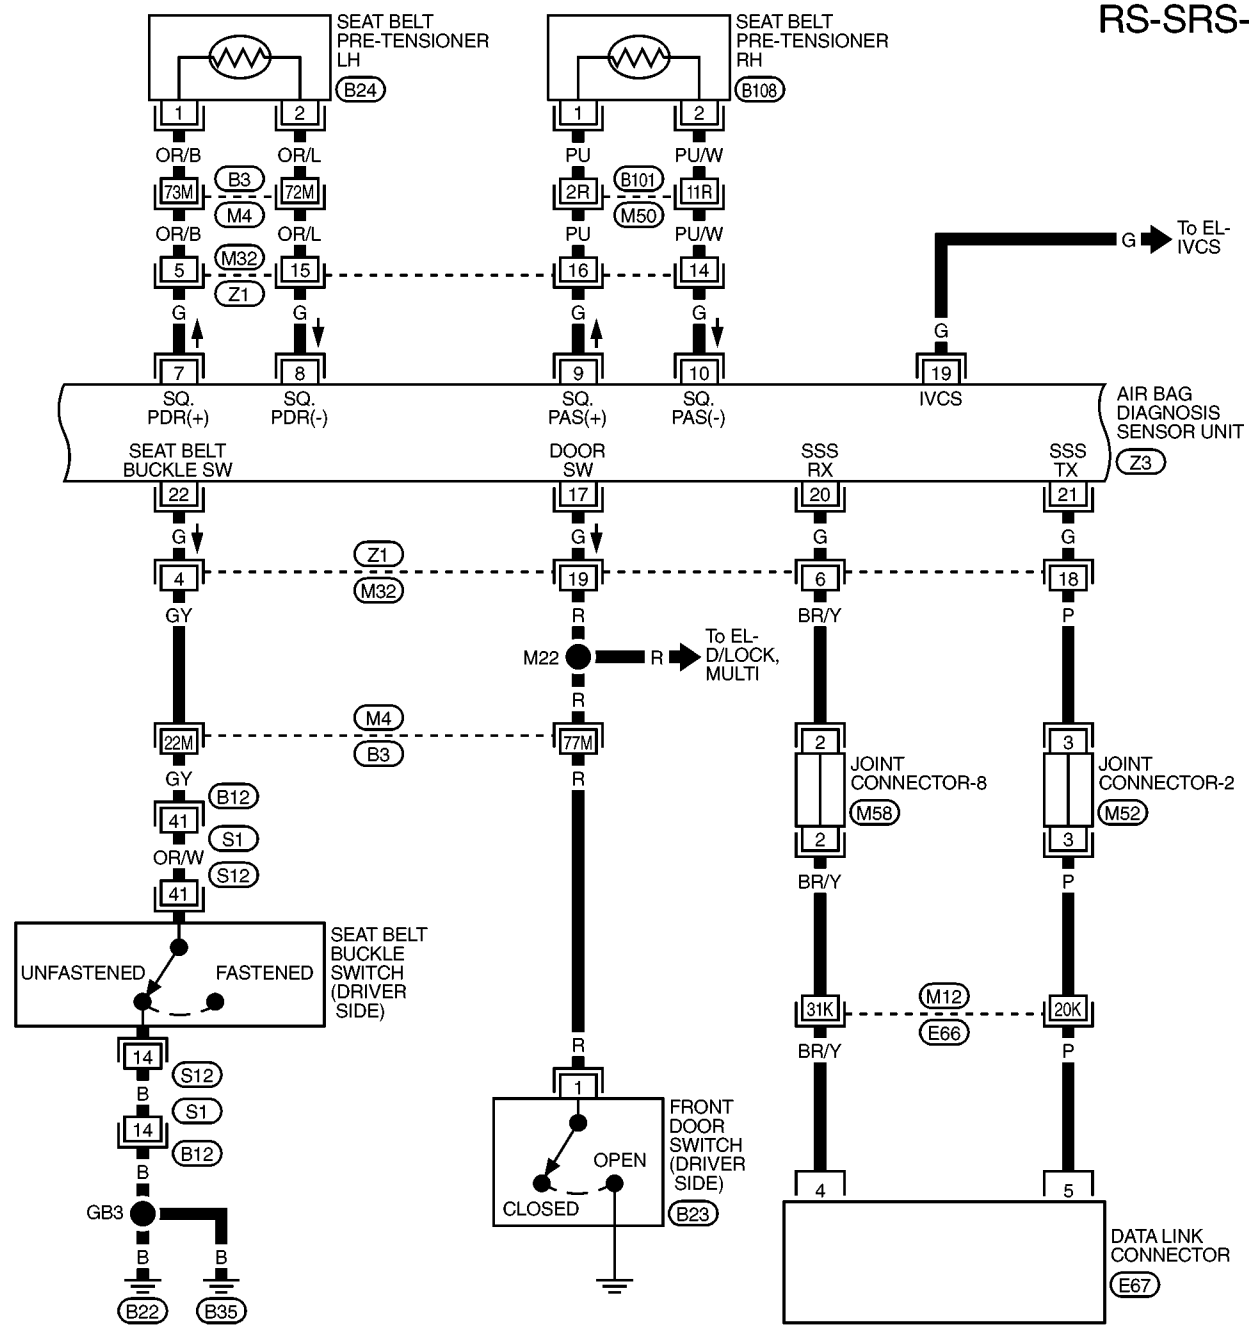 RS-SRS-
SEAT BELT
PRE-TENSIONER
LH
B24
SEAT BELT
PRE-TENSIONER
RH
B108
1
2
1
2
OR/B
OR/L
PU
PU/W
73M
B3
M4
72M
2R
B101
M50
11R
OR/B
OR/L
PU
PU/W
5
M32
Z1
15
16
14
G
G
G
G
G
To EL-
IVCS
G
7
8
9
10
19
SQ.
PDR(+)
SQ.
PDR(-)
SQ.
PAS(+)
SQ.
PAS(-)
IVCS
AIR BAG
DIAGNOSIS
SENSOR UNIT
Z3
SEAT BELT
BUCKLE SW
DOOR
SW
SSS
RX
SSS
TX
22
17
20
21
G
G
G
G
4
Z1
M32
19
6
18
GY
R
BR/Y
P
M22
R
To EL-
D/LOCK,
MULTI
R
22M
M4
B3
77M
2
3
GY
R
JOINT
CONNECTOR-8
M58
JOINT
CONNECTOR-2
M52
B12
41
S1
2
3
OR/W
S12
41
BR/Y
P
SEAT BELT
BUCKLE
SWITCH
(DRIVER
SIDE)
UNFASTENED
FASTENED
31K
M12
E66
20K
R
BR/Y
P
14
S12
B
S1
14
B12
B
1
FRONT
DOOR
SWITCH
(DRIVER
SIDE)
B23
OPEN
CLOSED
4
5
GB3
B
B
B22
B35
DATA LINK
CONNECTOR
E67